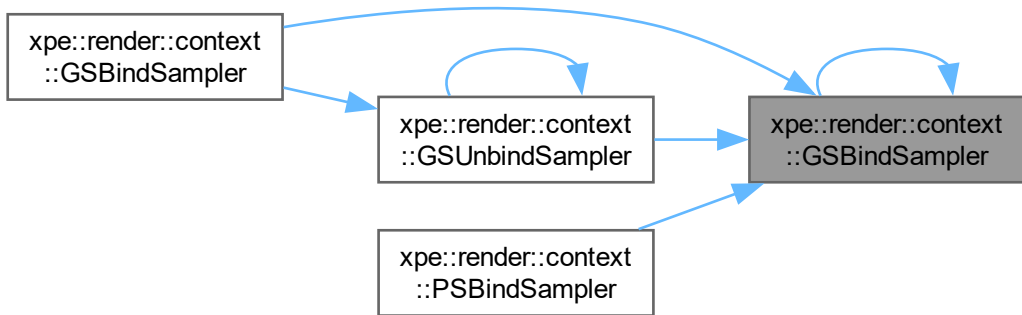 xpe::render::context
::GSBindSampler
xpe::render::context
::GSUnbindSampler
xpe::render::context
::GSBindSampler
xpe::render::context
::PSBindSampler